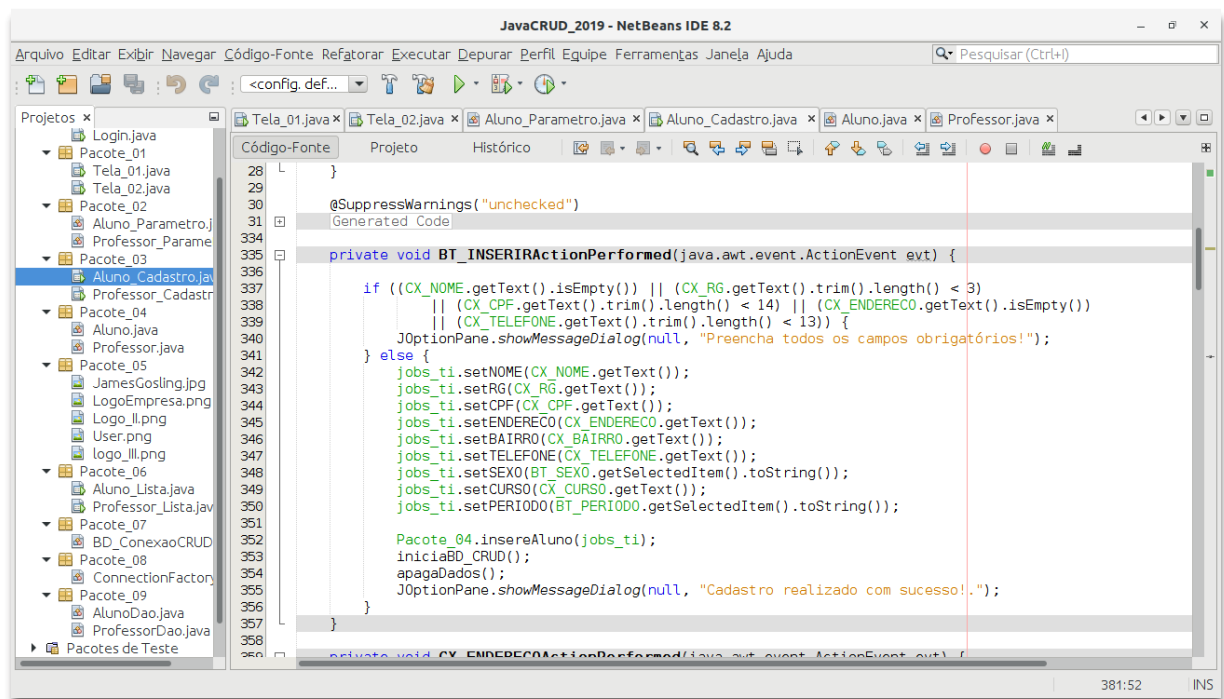 JavaCRUD_2019 - NetBeans IDE 8.2
Arquivo Editar Exibir Navegar Código-Fonte Refatorar Executar Depurar Perfil Equipe Ferramentas Janela Ajuda
Pesquisar (Ctrl+I)
<config. def...
Projetos
Tela_01.java Tela_02.java Aluno_Parametro.java Aluno_Cadastro.java Aluno.java Professor.java
Código-Fonte Projeto Histórico
Login.java
Pacote_01
Tela_01.java
Tela_02.java
Pacote_02
Aluno_Parametro.j
Professor_Parame
Pacote_03
Aluno_Cadastro.jav
Professor_Cadastr
Pacote_04
Aluno.java
Professor.java
Pacote_05
JamesGosling.jpg
LogoEmpresa.png
Logo_II.png
User.png
logo_III.png
Pacote_06
Aluno_Lista.java
Professor_Lista.jav
Pacote_07
BD_ConexaoCRUD
Pacote_08
ConnectionFactory
Pacote_09
AlunoDao.java
ProfessorDao.java
Pacotes de Teste
28 }
29
30 @SuppressWarnings("unchecked")
31 Generated Code
334
335 private void BT_INSERIRActionPerformed(java.awt.event.ActionEvent evt) {
336
337 if ((CX_NOME.getText().isEmpty()) || (CX_RG.getText().trim().length() < 3)
338 || (CX_CPF.getText().trim().length() < 14) || (CX_ENDERECO.getText().isEmpty())
339 || (CX_TELEFONE.getText().trim().length() < 13)) {
340 JOptionPane.showMessageDialog(null, "Preencha todos os campos obrigatórios!");
341 } else {
342 jobs_ti.setNOME(CX_NOME.getText());
343 jobs_ti.setRG(CX_RG.getText());
344 jobs_ti.setCPF(CX_CPF.getText());
345 jobs_ti.setENDERECO(CX_ENDERECO.getText());
346 jobs_ti.setBAIRRO(CX_BAIRRO.getText());
347 jobs_ti.setTELEFONE(CX_TELEFONE.getText());
348 jobs_ti.setSEXO(BT_SEXO.getSelectedItem().toString());
349 jobs_ti.setCURSO(CX_CURSO.getText());
350 jobs_ti.setPERIODO(BT_PERIODO.getSelectedItem().toString());
351
352 Pacote_04.insereAluno(jobs_ti);
353 iniciaBD_CRUD();
354 apagaDados();
355 JOptionPane.showMessageDialog(null, "Cadastro realizado com sucesso!.");
356 }
357 }
358
359 private void CX_ENDERECOActionPerformed(java.awt.event.ActionEvent evt) {
381:52 INS